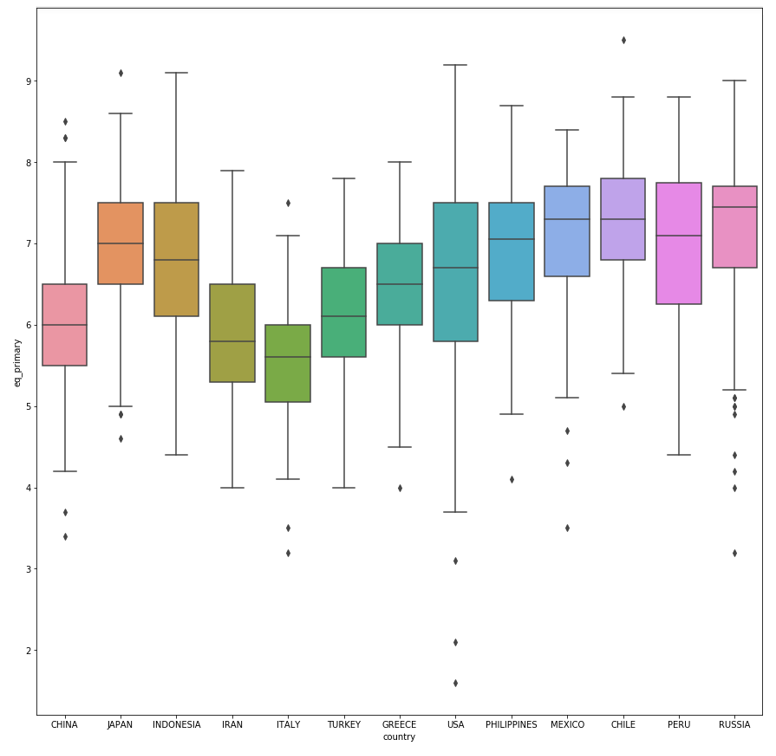 eq_primary
9
8
7
6
5
4
3
2
CHINA JAPAN INDONESIA IRAN ITALY TURKEY GREECE USA PHILIPPINES MEXICO CHILE PERU RUSSIA
country